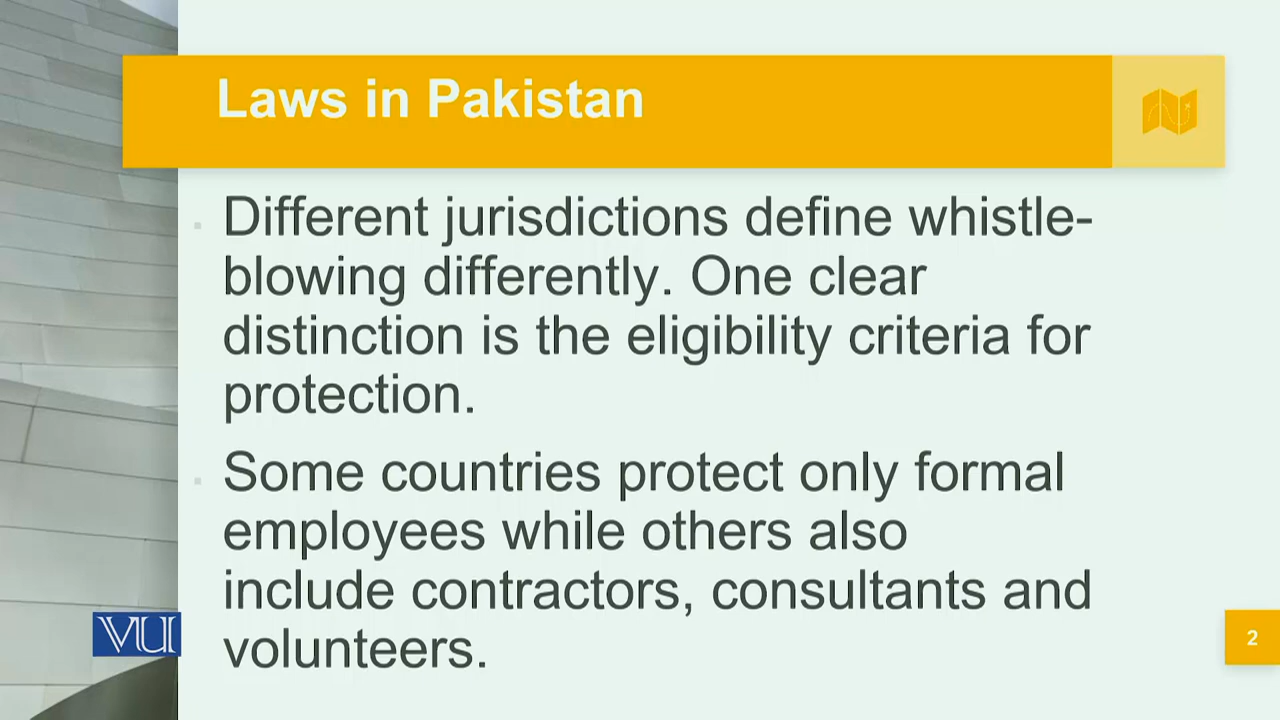 Laws in Pakistan
Different jurisdictions define whistle-
blowing differently. One clear
distinction is the eligibility criteria for
protection.
Some countries protect only formal
employees while others also
include contractors, consultants and
volunteers.
VU
2